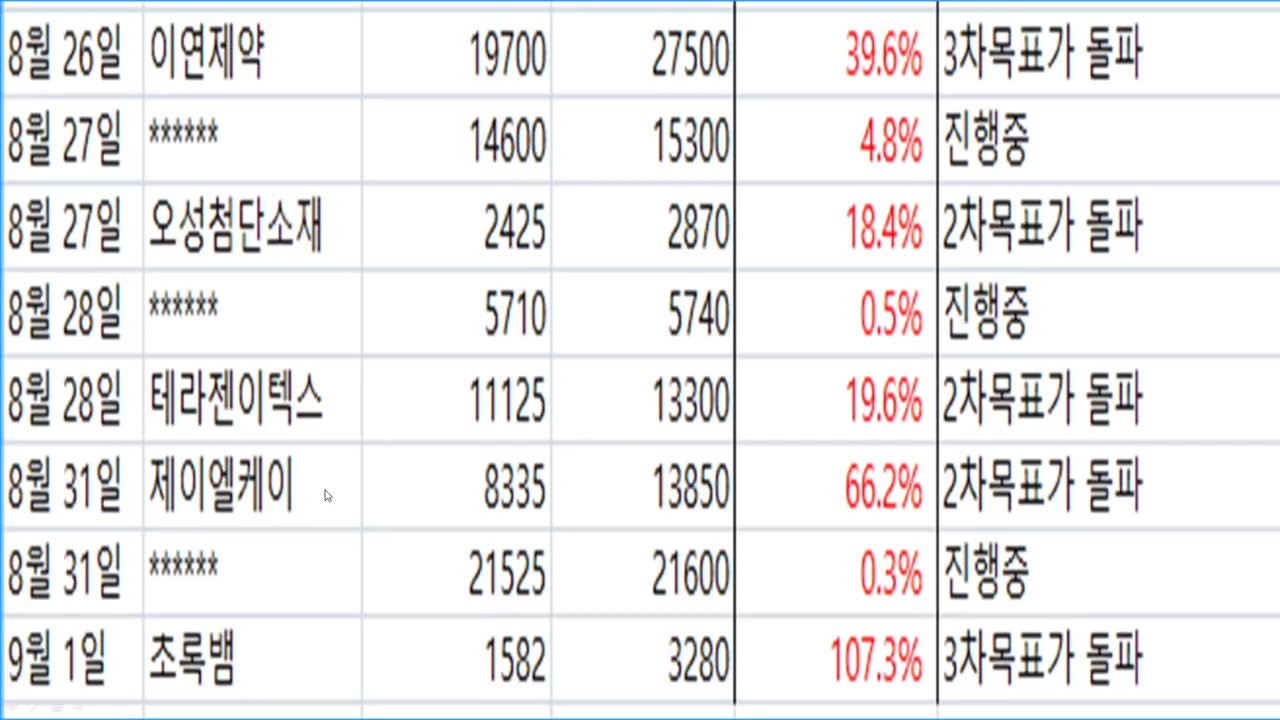 8월 26일 이연제약 19700 27500 39.6% 3차목표가 돌파
8월 27일 ****** 14600 15300 4.8% 진행중
8월 27일 오성첨단소재 2425 2870 18.4% 2차목표가 돌파
8월 28일 ****** 5710 5740 0.5% 진행중
8월 28일 테라젠이텍스 11125 13300 19.6% 2차목표가 돌파
8월 31일 제이엘케이 8335 13850 66.2% 2차목표가 돌파
8월 31일 ****** 21525 21600 0.3% 진행중
9월 1일 초록뱀 1582 3280 107.3% 3차목표가 돌파